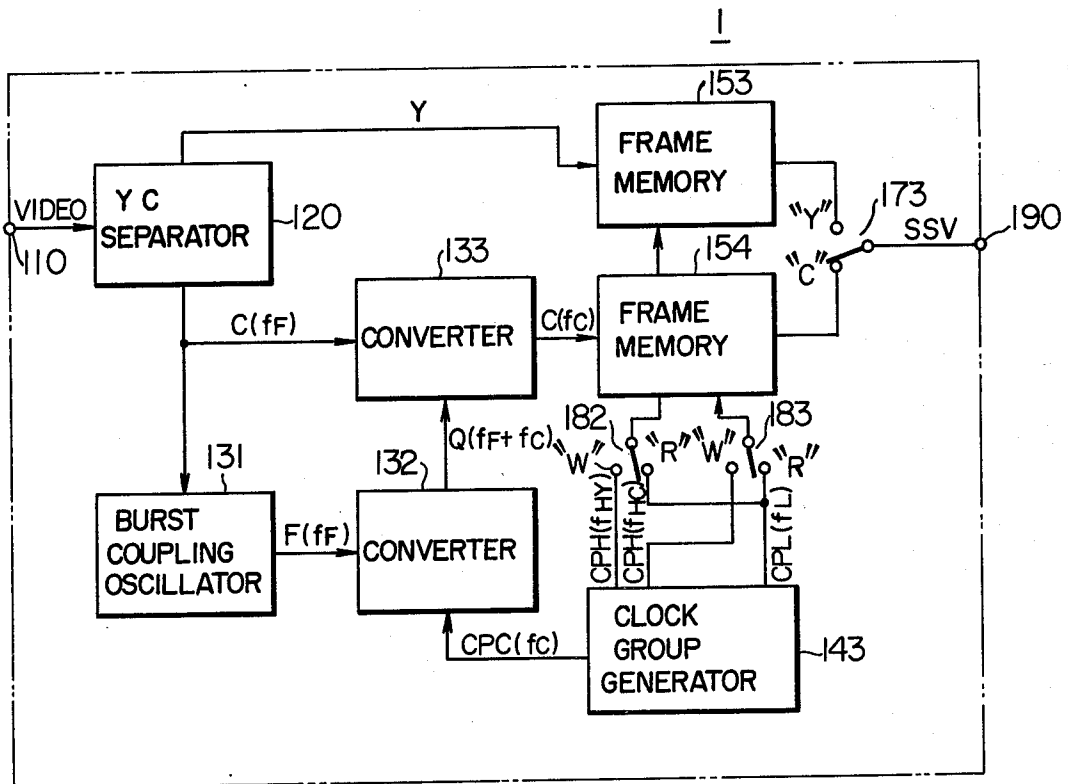 1
153
Y
FRAME
MEMORY
VIDEO
Y C
SEPARATOR
120
110
"Y"
173
SSV
190
"C"
154
133
C(fF)
CONVERTER
C(fC)
FRAME
MEMORY
182
183
"W"
"R"
"W"
"R"
Q(fF+fC)
131
132
BURST
COUPLING
OSCILLATOR
F(fF)
CONVERTER
CPH(fHY)
CPH(fHC)
CPL(fL)
CLOCK
GROUP
GENERATOR
143
CPC(fC)